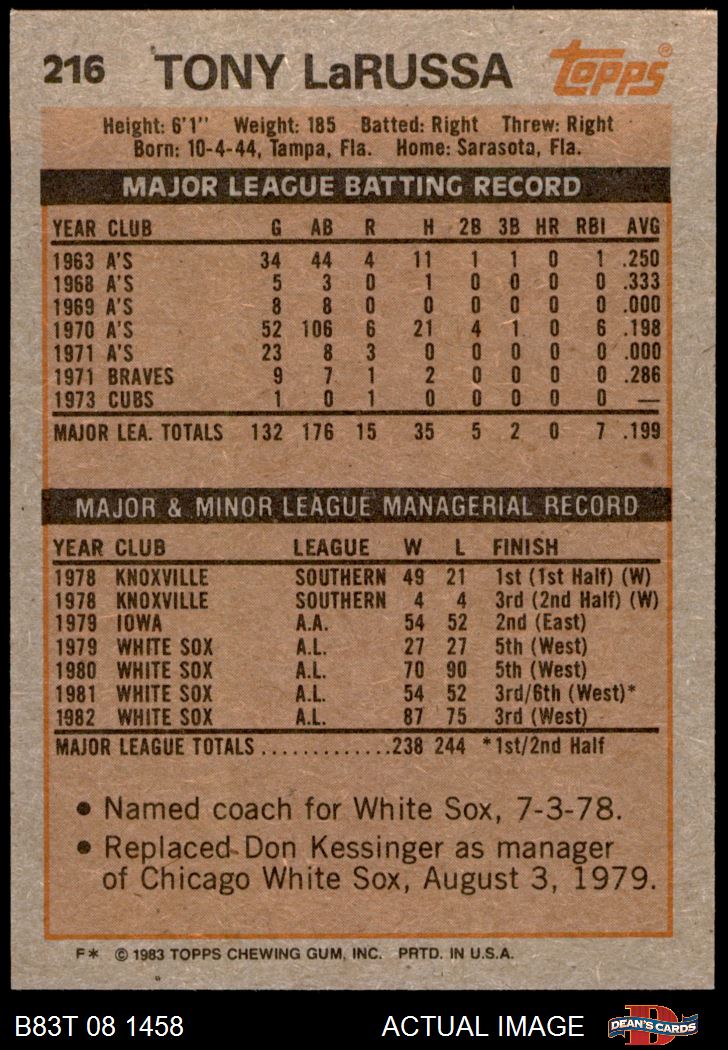 216 TONY LaRUSSA Topps®
Height: 6'1" Weight: 185 Batted: Right Threw: Right
Born: 10-4-44, Tampa, Fla. Home: Sarasota, Fla.
MAJOR LEAGUE BATTING RECORD
YEAR CLUB G AB R H 2B 3B HR RBI AVG
1963 A'S 34 44 4 11 1 1 0 1 .250
1968 A'S 5 3 0 1 0 0 0 0 .333
1969 A'S 8 8 0 0 0 0 0 0 .000
1970 A'S 52 106 6 21 4 1 0 6 .198
1971 A'S 23 8 3 0 0 0 0 0 .000
1971 BRAVES 9 7 1 2 0 0 0 0 .286
1973 CUBS 1 0 1 0 0 0 0 0 —
MAJOR LEA. TOTALS 132 176 15 35 5 2 0 7 .199
MAJOR & MINOR LEAGUE MANAGERIAL RECORD
YEAR CLUB LEAGUE W L FINISH
1978 KNOXVILLE SOUTHERN 49 21 1st (1st Half) (W)
1978 KNOXVILLE SOUTHERN 4 4 3rd (2nd Half) (W)
1979 IOWA A.A. 54 52 2nd (East)
1979 WHITE SOX A.L. 27 27 5th (West)
1980 WHITE SOX A.L. 70 90 5th (West)
1981 WHITE SOX A.L. 54 52 3rd/6th (West)*
1982 WHITE SOX A.L. 87 75 3rd (West)
MAJOR LEAGUE TOTALS .............238 244 *1st/2nd Half
• Named coach for White Sox, 7-3-78.
• Replaced Don Kessinger as manager
of Chicago White Sox, August 3, 1979.
F* © 1983 TOPPS CHEWING GUM, INC. PRTD. IN U.S.A.
B83T 08 1458 ACTUAL IMAGE D DEAN'S CARDS